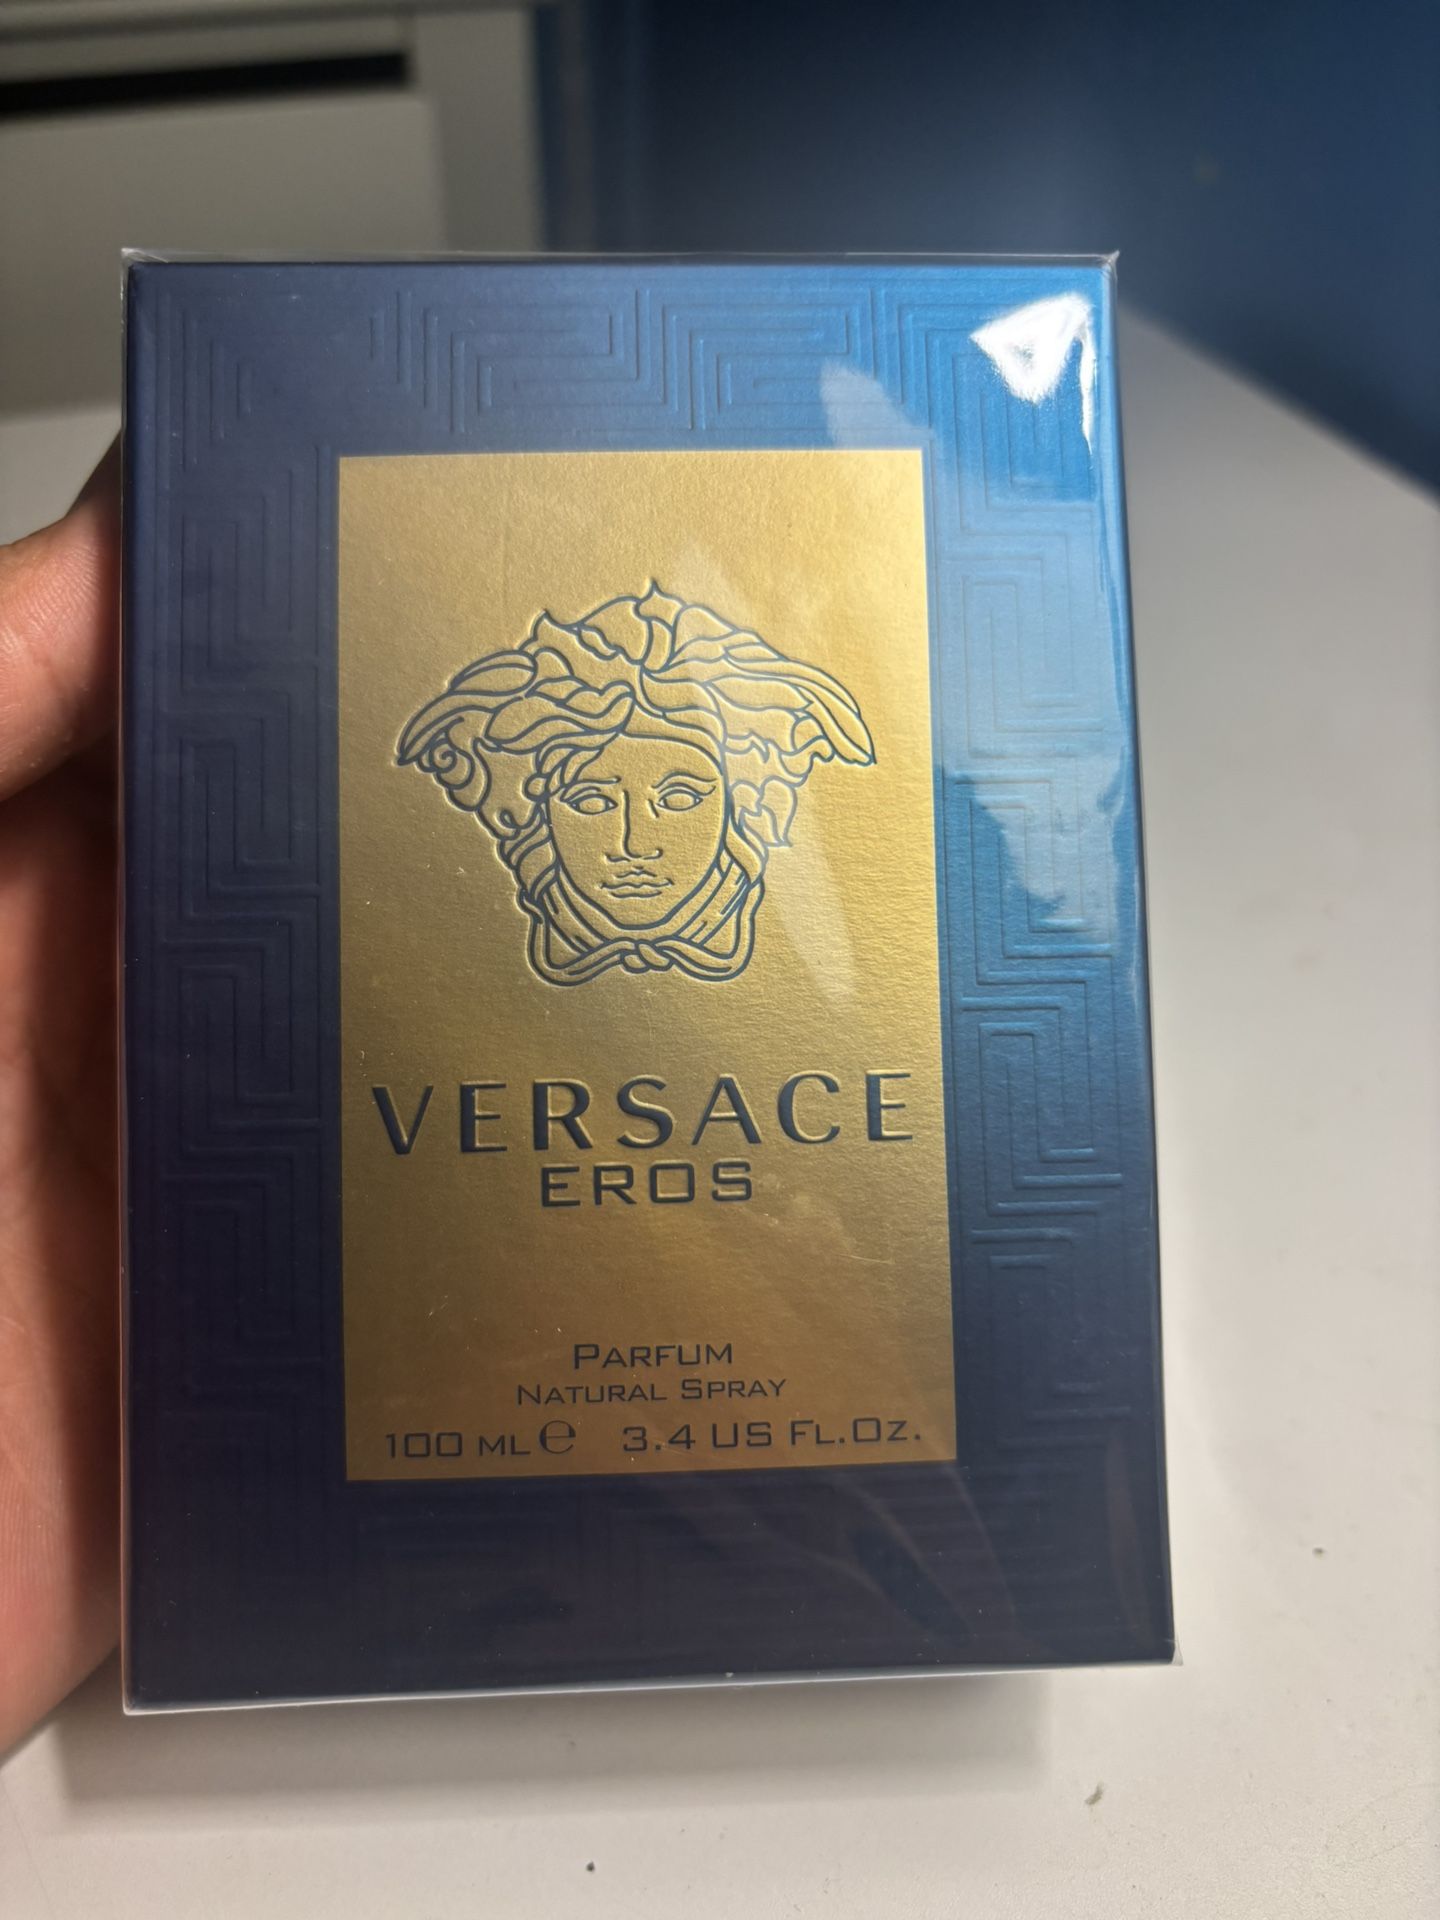 VERSACE
EROS
PARFUM
NATURAL SPRAY
100 ML ℮ 3.4 US FL.OZ.